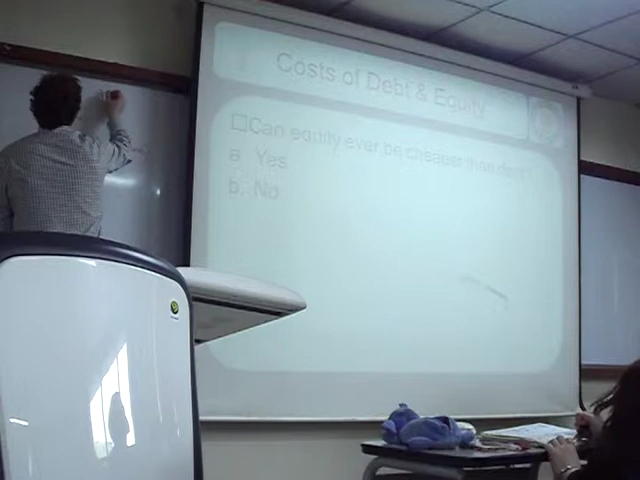 Costs of Debt & Equity
Can equity ever be cheaper than debt?
a. Yes
b. No